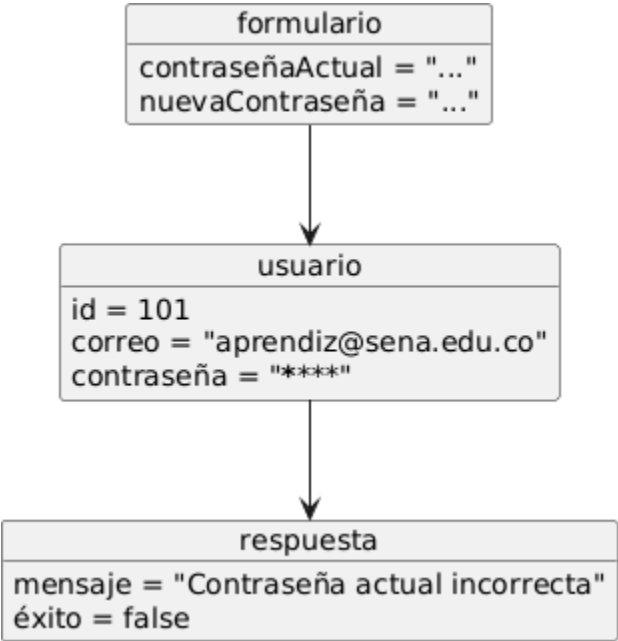 formulario
contraseñaActual = "..."
nuevaContraseña = "..."
usuario
id = 101
correo = "aprendiz@sena.edu.co"
contraseña = "****"
respuesta
mensaje = "Contraseña actual incorrecta"
éxito = false